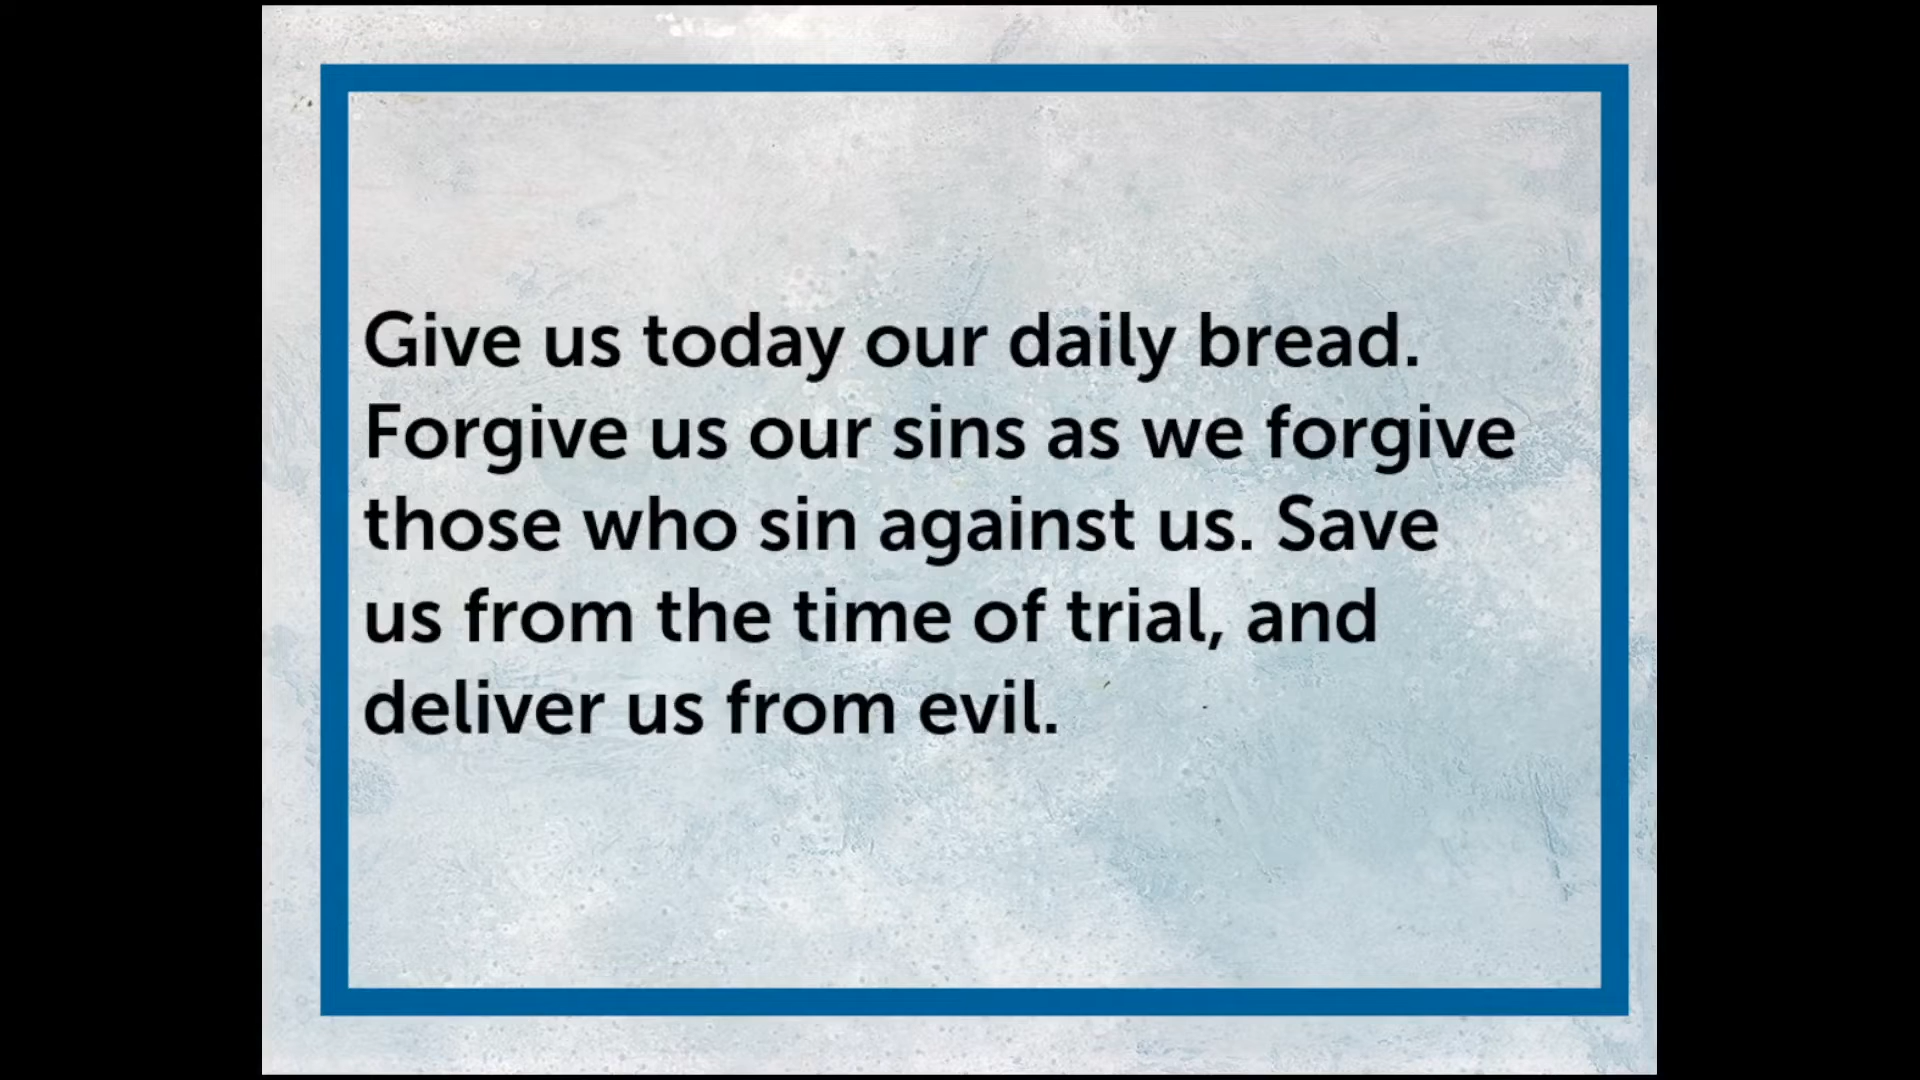 Give us today our daily bread.
Forgive us our sins as we forgive
those who sin against us. Save
us from the time of trial, and
deliver us from evil.